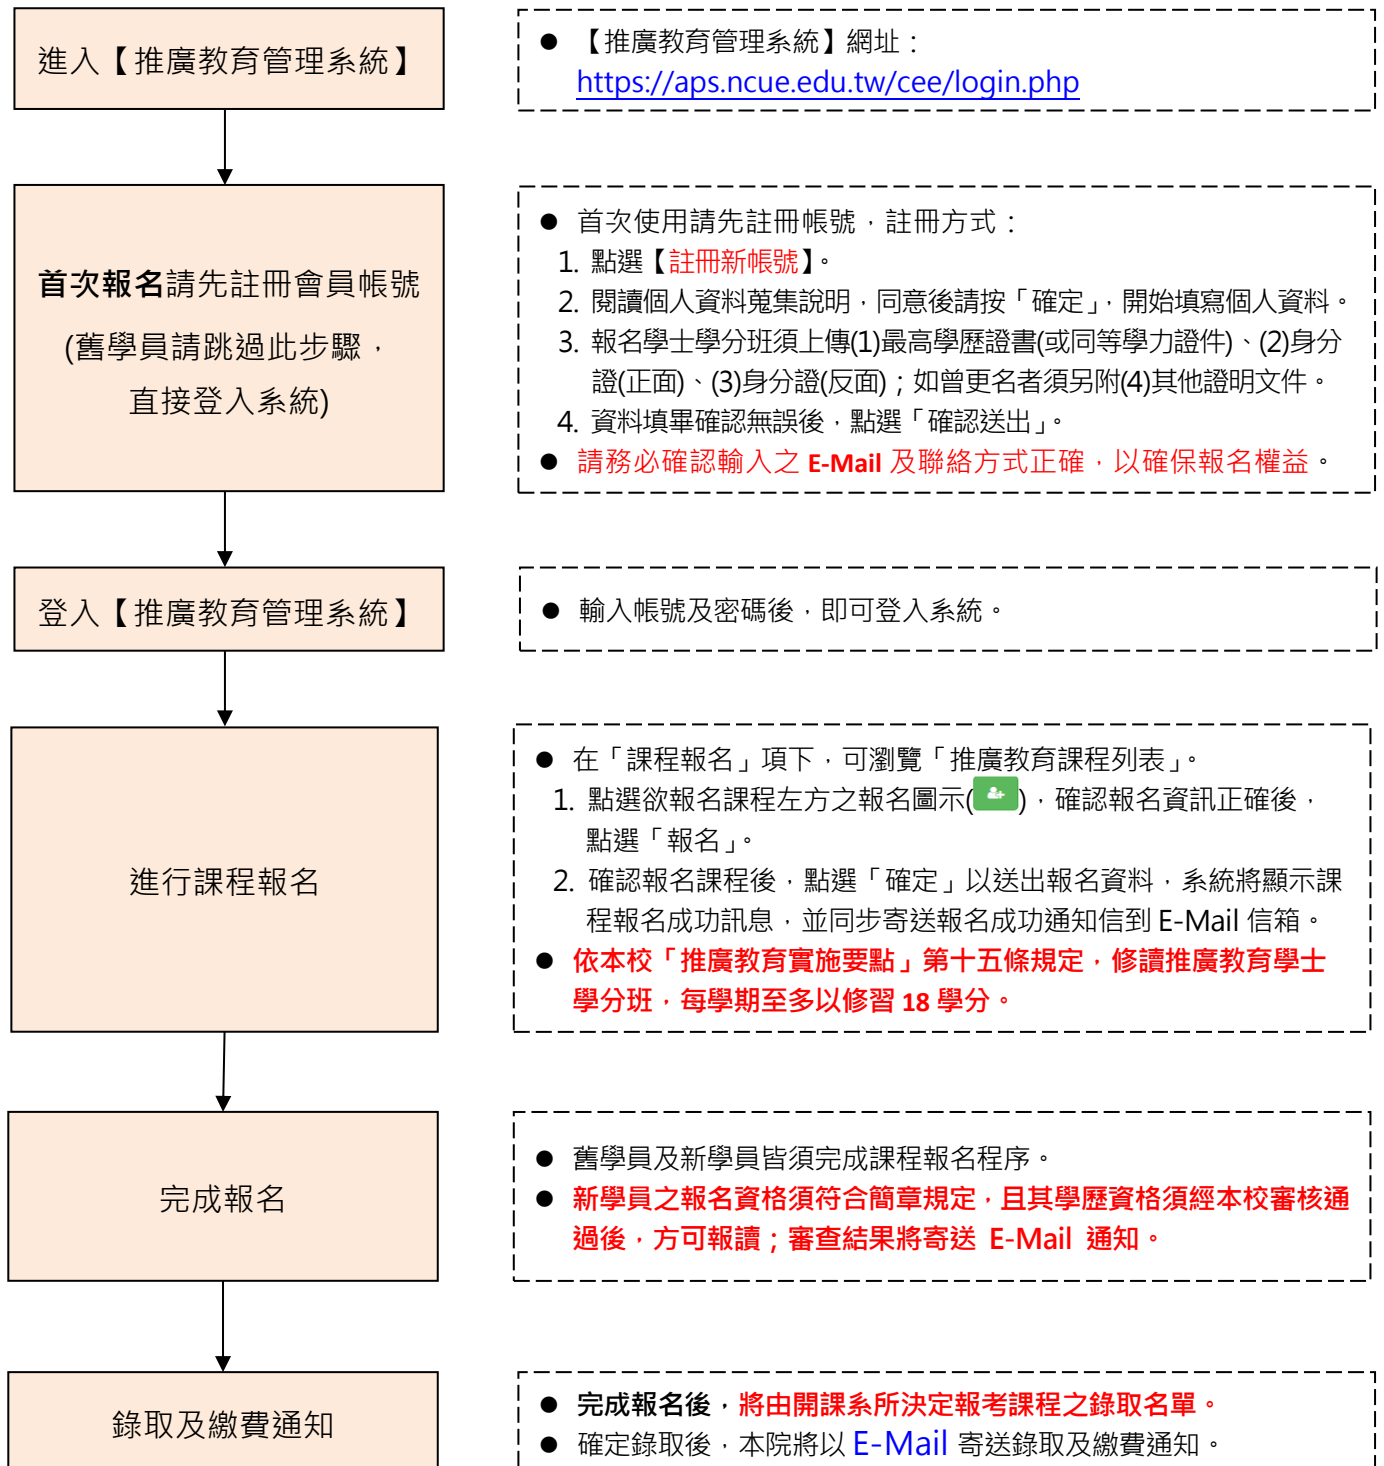 進入【推廣教育管理系統】
● 【推廣教育管理系統】網址：
https://aps.ncue.edu.tw/cee/login.php
首次報名請先註冊會員帳號
(舊學員請跳過此步驟，
直接登入系統)
● 首次使用請先註冊帳號，註冊方式：
1. 點選【註冊新帳號】。
2. 閱讀個人資料蒐集說明，同意後請按「確定」，開始填寫個人資料。
3. 報名學士學分班須上傳(1)最高學歷證書(或同等學力證件)、(2)身分
證(正面)、(3)身分證(反面)；如曾更名者須另附(4)其他證明文件。
4. 資料填畢確認無誤後，點選「確認送出」。
● 請務必確認輸入之 E-Mail 及聯絡方式正確，以確保報名權益。
登入【推廣教育管理系統】
● 輸入帳號及密碼後，即可登入系統。
進行課程報名
● 在「課程報名」項下，可瀏覽「推廣教育課程列表」。
1. 點選欲報名課程左方之報名圖示( )，確認報名資訊正確後，
點選「報名」。
2. 確認報名課程後，點選「確定」以送出報名資料，系統將顯示課
程報名成功訊息，並同步寄送報名成功通知信到 E-Mail 信箱。
● 依本校「推廣教育實施要點」第十五條規定，修讀推廣教育學士
學分班，每學期至多以修習 18 學分。
完成報名
● 舊學員及新學員皆須完成課程報名程序。
● 新學員之報名資格須符合簡章規定，且其學歷資格須經本校審核通
過後，方可報讀；審查結果將寄送 E-Mail 通知。
錄取及繳費通知
● 完成報名後，將由開課系所決定報考課程之錄取名單。
● 確定錄取後，本院將以 E-Mail 寄送錄取及繳費通知。